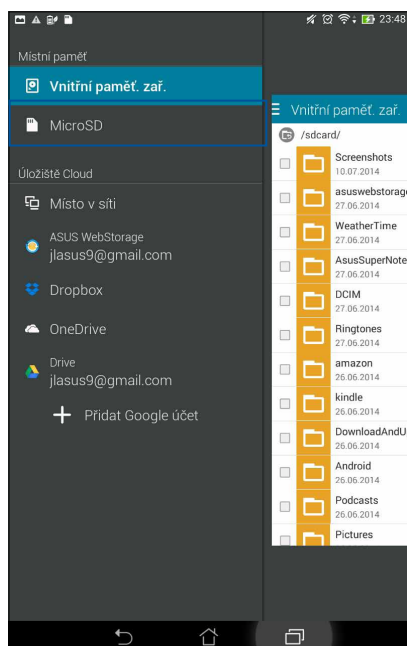 23:48
Místní paměť
Vnitřní paměť. zař.
MicroSD
Úložiště Cloud
Místo v síti
ASUS WebStorage
jlasus9@gmail.com
Dropbox
OneDrive
Drive
jlasus9@gmail.com
Přidat Google účet
Vnitřní paměť. zař.
/sdcard/
Screenshots
10.07.2014
asuswebstorage
27.06.2014
WeatherTime
27.06.2014
AsusSuperNote
27.06.2014
DCIM
27.06.2014
Ringtones
27.06.2014
amazon
26.06.2014
kindle
26.06.2014
DownloadAndU
26.06.2014
Android
26.06.2014
Podcasts
26.06.2014
Pictures